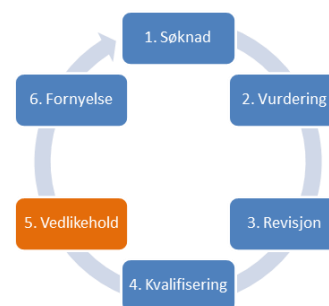 1. Søknad
2. Vurdering
3. Revisjon
4. Kvalifisering
5. Vedlikehold
6. Fornyelse